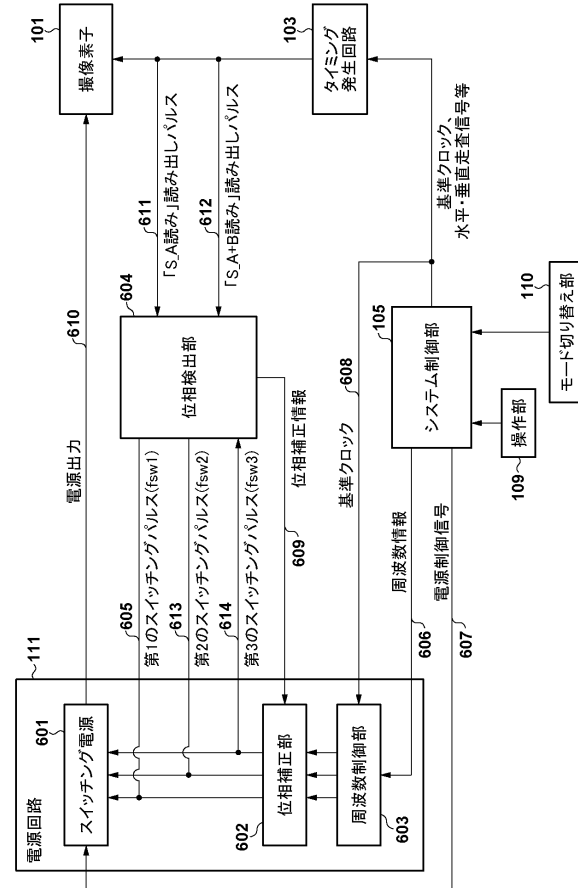 電源回路
111
601
スイッチング電源
602
位相補正部
603
周波数制御部
電源出力
610
605
第1のスイッチングパルス(fsw1)
613
第2のスイッチングパルス(fsw2)
614
第3のスイッチングパルス(fsw3)
609
位相補正情報
604
位相検出部
611
「S_A読み」読み出しパルス
612
「S_A+B読み」読み出しパルス
101
撮像素子
103
タイミング
発生回路
基準クロック
608
周波数情報
606
電源制御信号
607
105
システム制御部
基準クロック、
水平・垂直走査信号等
109
操作部
110
モード切り替え部